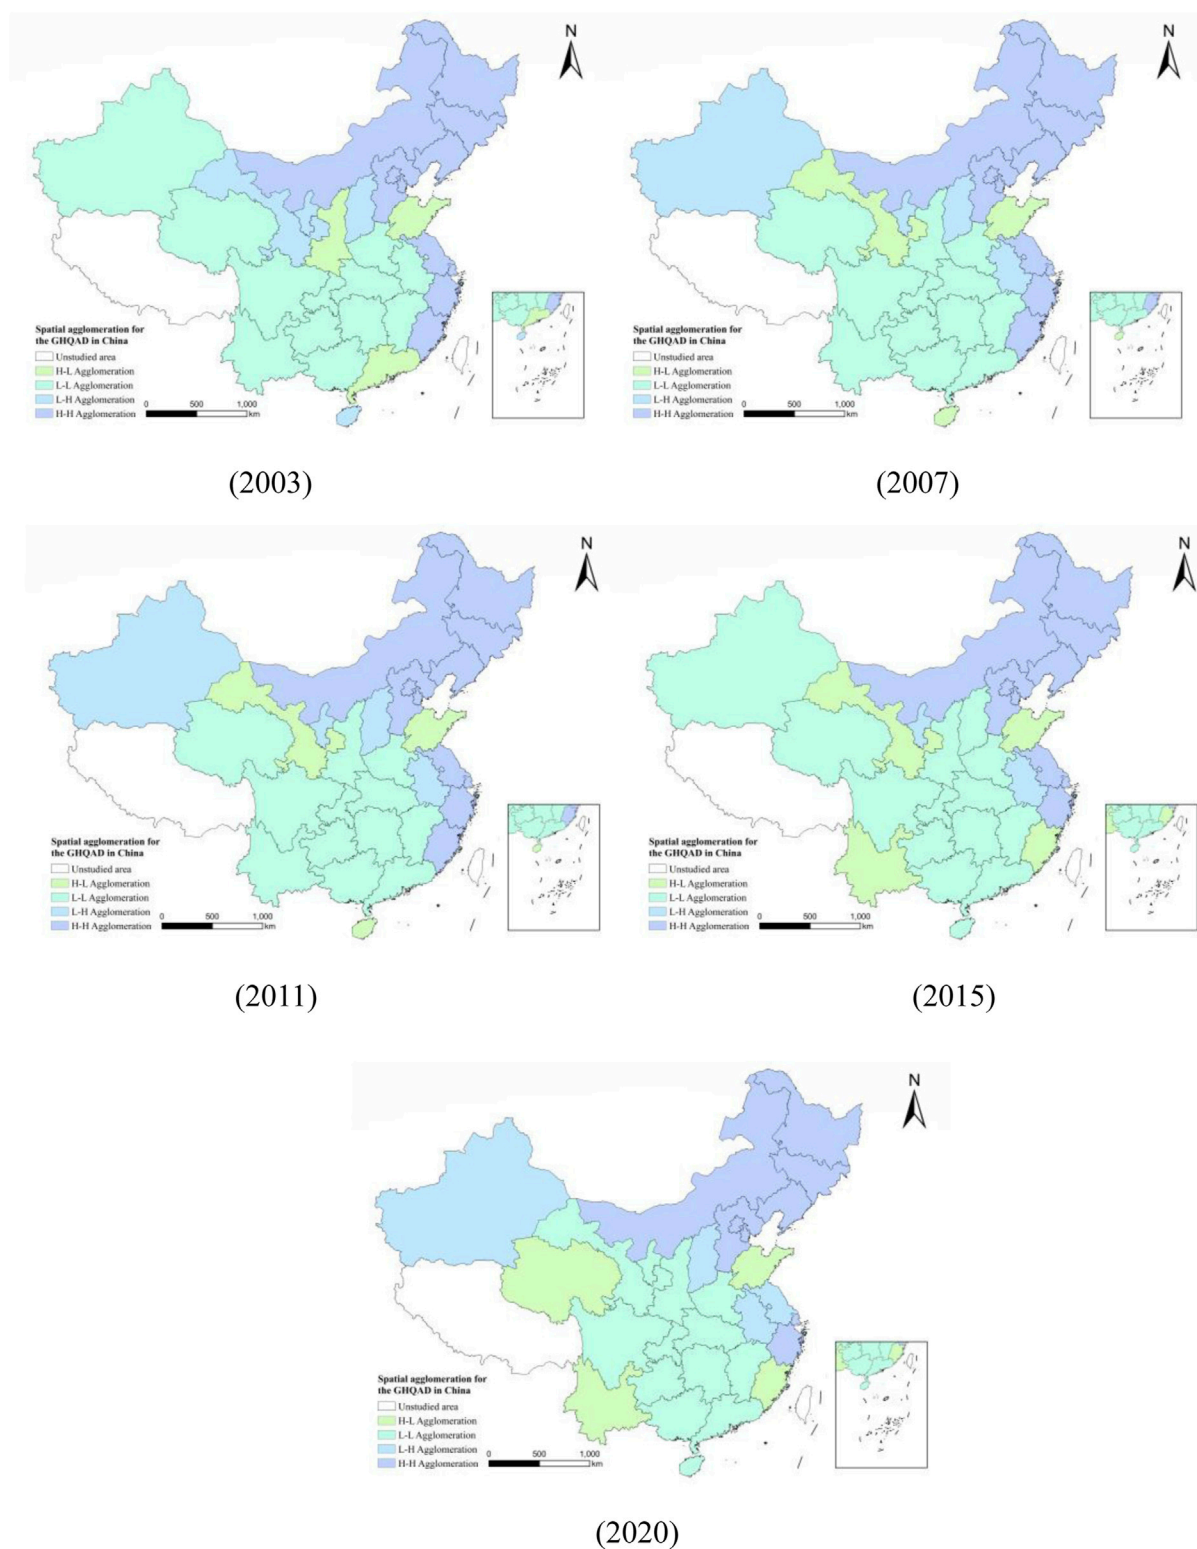 N
Spatial agglomeration for
the GHQAD in China
Unstudied area
H-L Agglomeration
L-L Agglomeration
L-H Agglomeration
H-H Agglomeration
0 500 1,000
km
(2003)
N
Spatial agglomeration for
the GHQAD in China
Unstudied area
H-L Agglomeration
L-L Agglomeration
L-H Agglomeration
H-H Agglomeration
0 500 1,000
km
(2007)
N
Spatial agglomeration for
the GHQAD in China
Unstudied area
H-L Agglomeration
L-L Agglomeration
L-H Agglomeration
H-H Agglomeration
0 500 1,000
km
(2011)
N
Spatial agglomeration for
the GHQAD in China
Unstudied area
H-L Agglomeration
L-L Agglomeration
L-H Agglomeration
H-H Agglomeration
0 500 1,000
km
(2015)
N
Spatial agglomeration for
the GHQAD in China
Unstudied area
H-L Agglomeration
L-L Agglomeration
L-H Agglomeration
H-H Agglomeration
0 500 1,000
km
(2020)